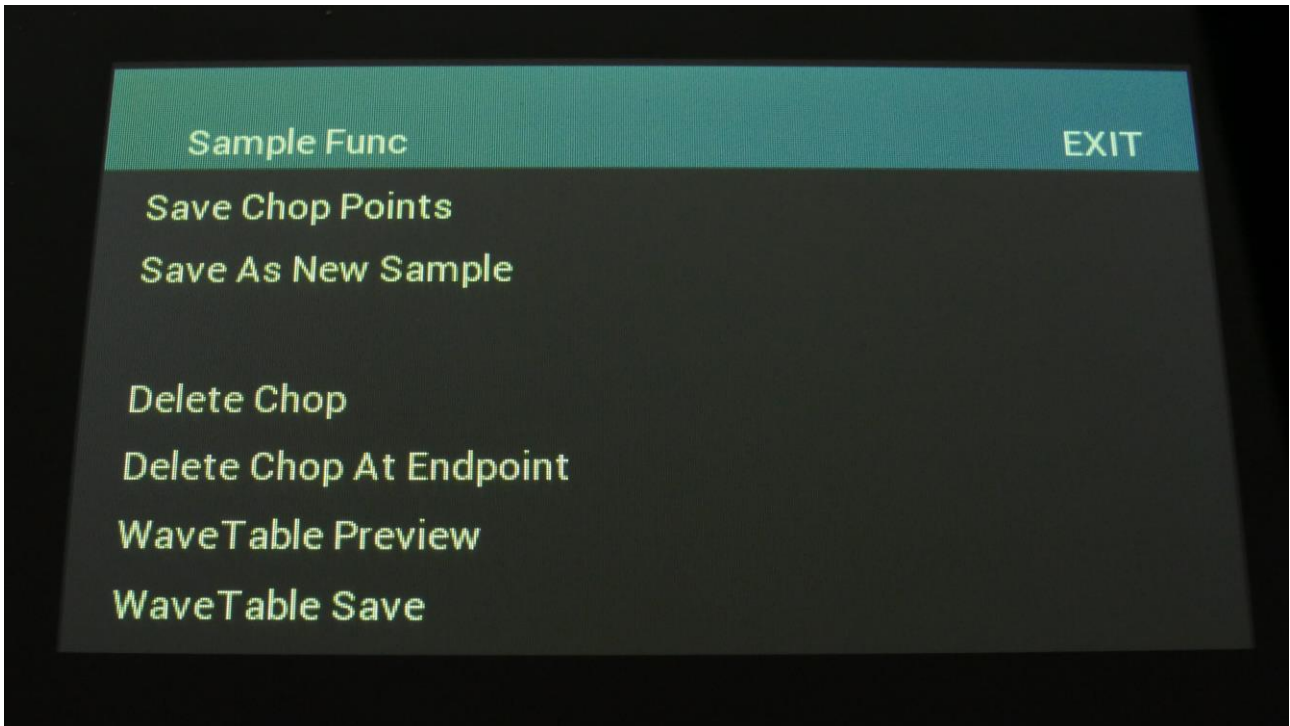 Sample Func EXIT
Save Chop Points
Save As New Sample
Delete Chop
Delete Chop At Endpoint
WaveTable Preview
WaveTable Save